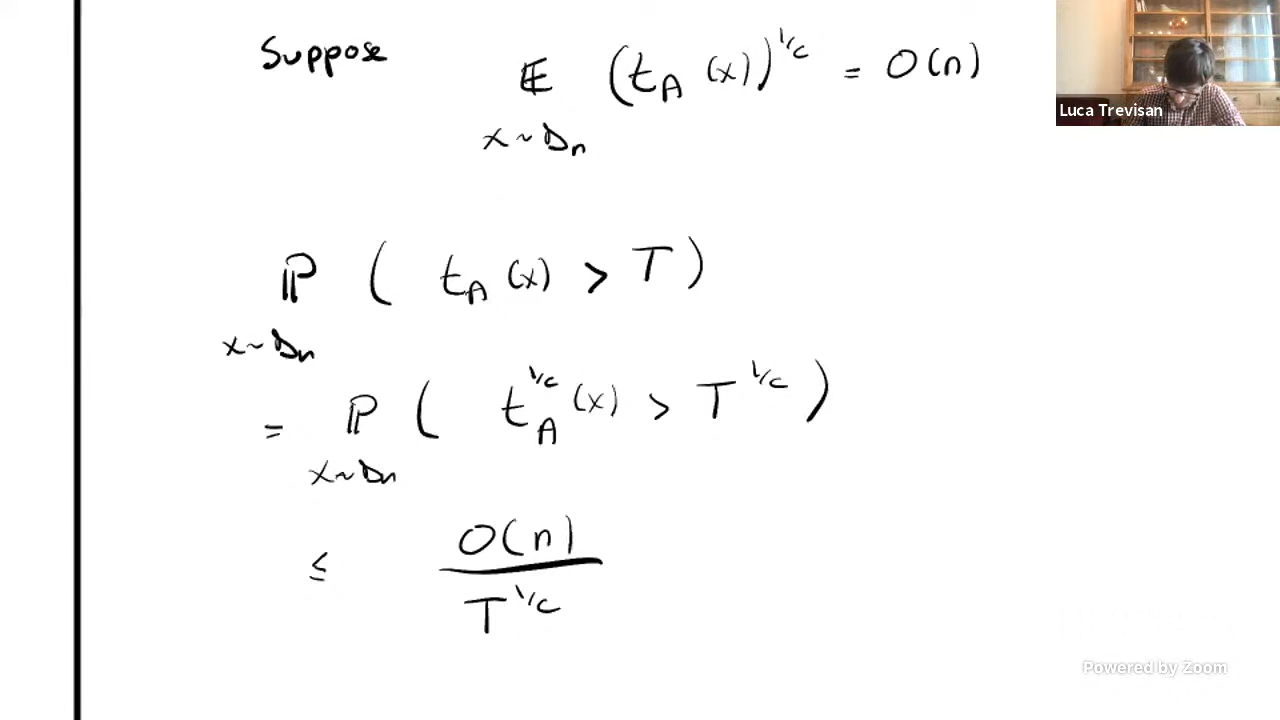 Suppose 𝔼 (t_A (x))^{1/c} = O(n)
x ~ D_n
Luca Trevisan
ℙ ( t_A (x) > T )
x ~ D_n
= ℙ ( t_A^{1/c} (x) > T^{1/c} )
x ~ D_n
≤ O(n) / T^{1/c}
Powered by Zoom